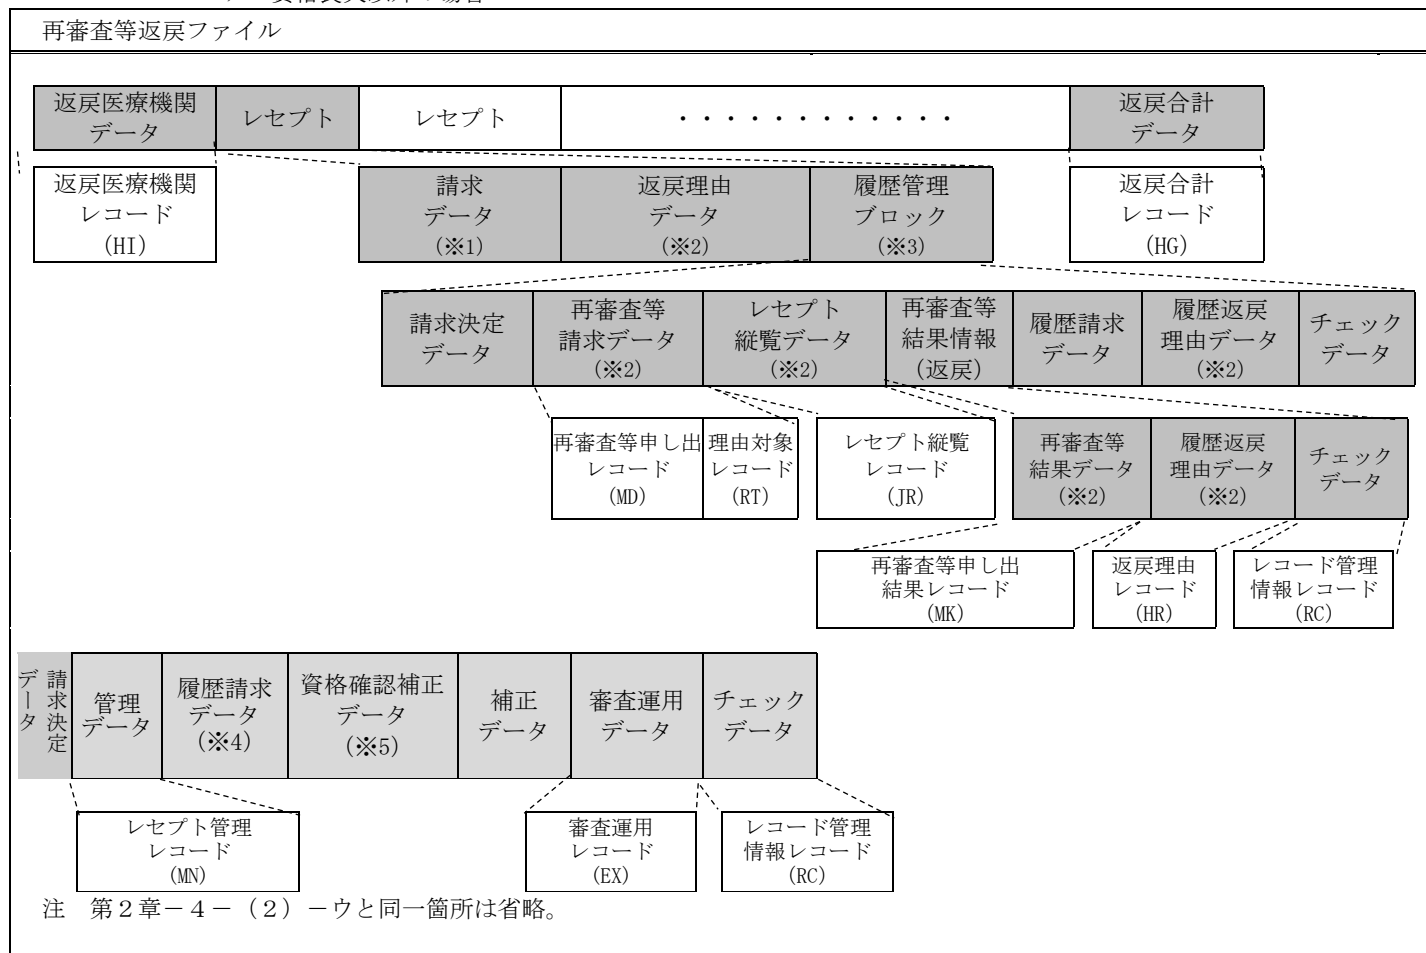 再審査等返戻ファイル
返戻医療機関
データ
レセプト
レセプト
・・・・・・・・・・・・
返戻合計
データ
返戻医療機関
レコード
(HI)
請求
データ
(※1)
返戻理由
データ
(※2)
履歴管理
ブロック
(※3)
返戻合計
レコード
(HG)
請求決定
データ
再審査等
請求データ
(※2)
レセプト
縦覧データ
(※2)
再審査等
結果情報
(返戻)
履歴請求
データ
履歴返戻
理由データ
(※2)
チェック
データ
再審査等申し出
レコード
(MD)
理由対象
レコード
(RT)
レセプト縦覧
レコード
(JR)
再審査等
結果データ
(※2)
履歴返戻
理由データ
(※2)
チェック
データ
再審査等申し出
結果レコード
(MK)
返戻理由
レコード
(HR)
レコード管理
情報レコード
(RC)
請求決定
データ
管理
データ
履歴請求
データ
(※4)
資格確認補正
データ
(※5)
補正
データ
審査運用
データ
チェック
データ
レセプト管理
レコード
(MN)
審査運用
レコード
(EX)
レコード管理
情報レコード
(RC)
注　第２章－４－（２）－ウと同一箇所は省略。